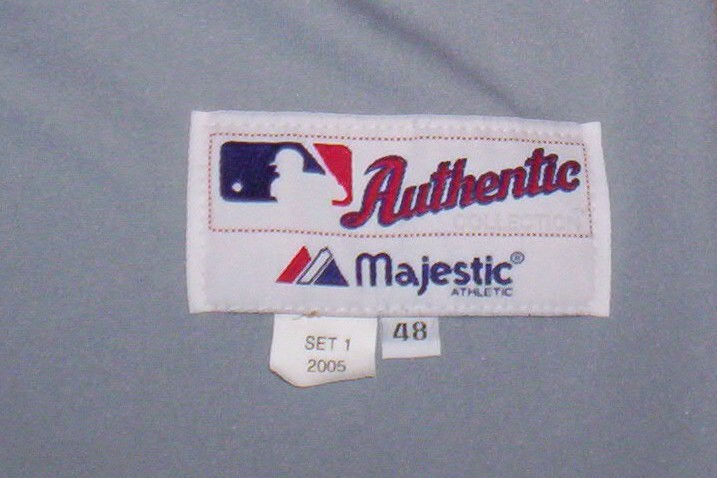 Authentic
COLLECTION
Majestic®
ATHLETIC
SET 1
2005
48